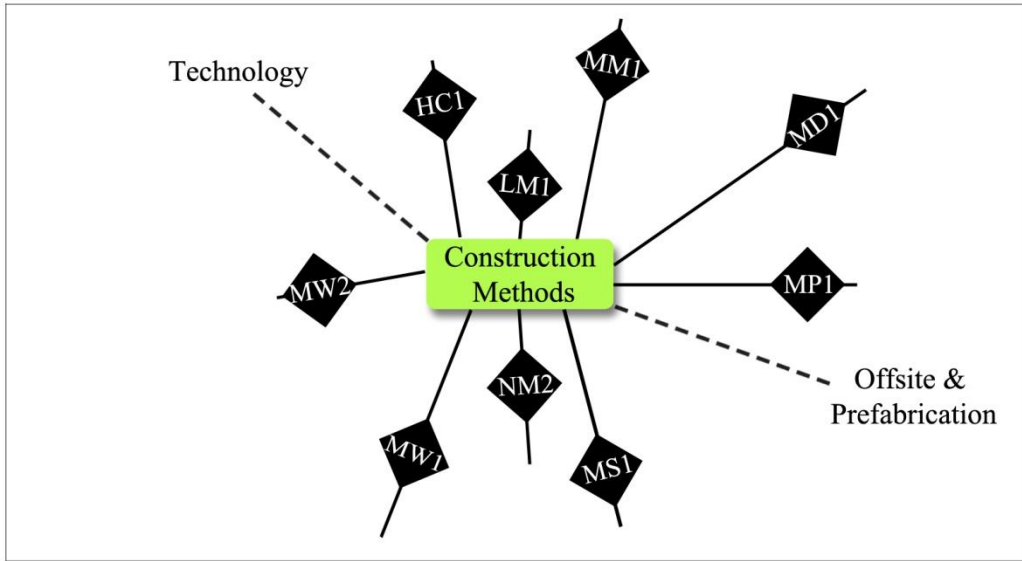 Technology
HC1
MM1
MD1
LM1
Construction
Methods
MW2
MP1
NM2
Offsite &
Prefabrication
MW1
MS1